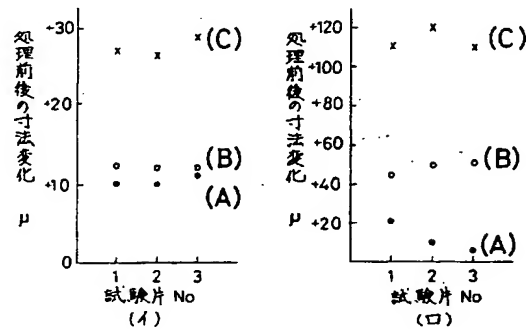 処理前後の寸法変化 μ
+30
+20
+10
0
(C)
(B)
(A)
1 2 3
試験片 No
(イ)
処理前後の寸法変化 μ
+120
+100
+80
+60
+40
+20
(C)
(B)
(A)
1 2 3
試験片 No
(ロ)